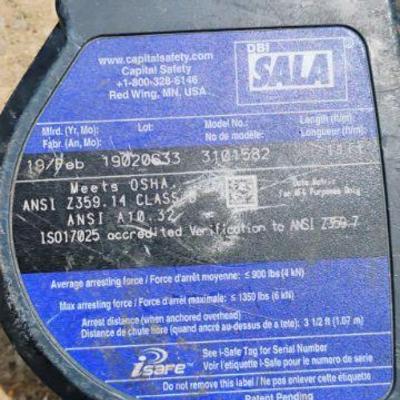 www.capitalsafety.com
Capital Safety
+1-800-328-6146
Red Wing, MN, USA
DBI
SALA
Mfrd. (Yr, Mo): Lot: Model No.: Length (ft/m):
Fabr. (An, Mo): No de modèle: Longueur (ft/m):
19/Feb 19020633 3101582
Meets OSHA,
ANSI Z359.14 CLASS
ANSI A10.32
For Mfg Purposes Only
ISO17025 accredited Verification to ANSI Z359.7
Average arresting force / Force d'arrêt moyenne: ≤ 900 lbs (4 kN)
Max arresting force / Force d'arrêt maximale: ≤ 1350 lbs (6 kN)
Arrest distance (when anchored overhead)
Distance de chute libre (quand ancré au-dessus de a tete): 3 1/2 ft (1.07 m)
isafe
See i-Safe Tag for Serial Number
Voir l'étiquette i-Safe pour le numéro de serie
Do not remove this label / Ne pas enlever cette étiquette
Patent Pending